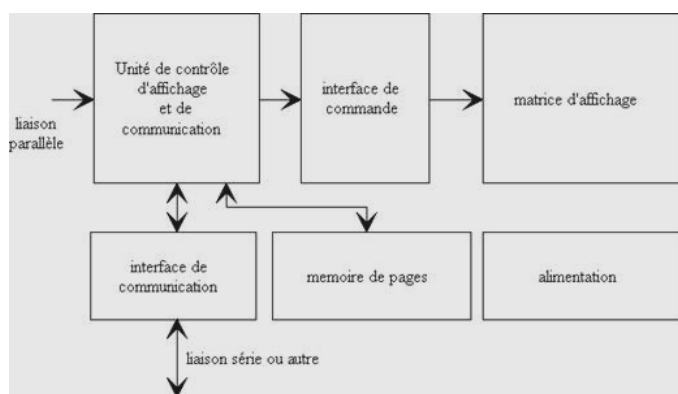 Unité de contrôle
d'affichage
et de
communication
interface de
commande
matrice d'affichage
liaison
parallèle
interface de
communication
memoire de pages
alimentation
liaison série ou autre